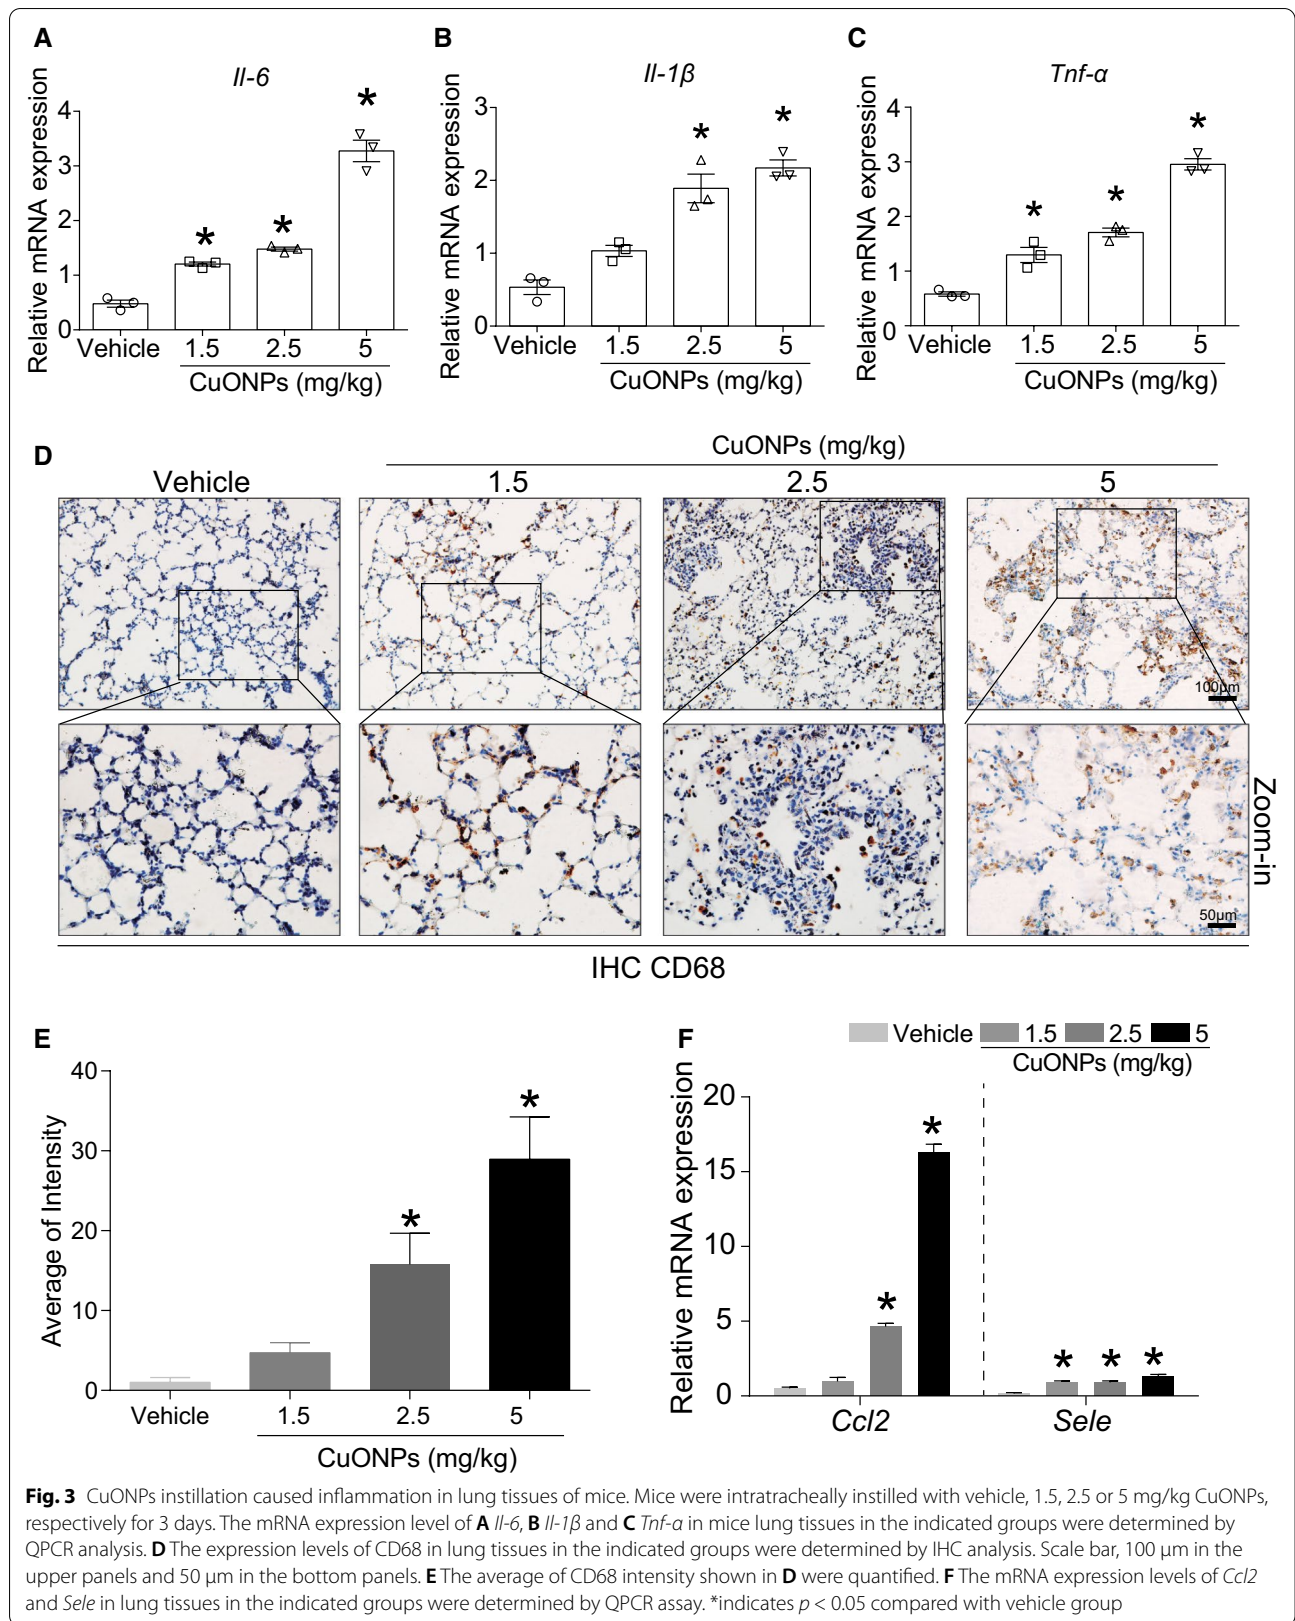 A
Il-6
*
*
*
Relative mRNA expression
4
3
2
1
0
Vehicle 1.5 2.5 5
CuONPs (mg/kg)
B
Il-1β
*
*
Relative mRNA expression
3
2
1
0
Vehicle 1.5 2.5 5
CuONPs (mg/kg)
C
Tnf-α
*
*
*
Relative mRNA expression
4
3
2
1
0
Vehicle 1.5 2.5 5
CuONPs (mg/kg)
D
CuONPs (mg/kg)
Vehicle 1.5 2.5 5
100μm
Zoom-in
50μm
IHC CD68
E
Average of Intensity
40
30
20
10
0
*
*
Vehicle 1.5 2.5 5
CuONPs (mg/kg)
F
Vehicle 1.5 2.5 5
CuONPs (mg/kg)
Relative mRNA expression
20
15
10
5
0
*
*
* * *
Ccl2 Sele
Fig. 3 CuONPs instillation caused inflammation in lung tissues of mice. Mice were intratracheally instilled with vehicle, 1.5, 2.5 or 5 mg/kg CuONPs,
respectively for 3 days. The mRNA expression level of A Il-6, B Il-1β and C Tnf-α in mice lung tissues in the indicated groups were determined by
QPCR analysis. D The expression levels of CD68 in lung tissues in the indicated groups were determined by IHC analysis. Scale bar, 100 μm in the
upper panels and 50 μm in the bottom panels. E The average of CD68 intensity shown in D were quantified. F The mRNA expression levels of Ccl2
and Sele in lung tissues in the indicated groups were determined by QPCR assay. *indicates p < 0.05 compared with vehicle group